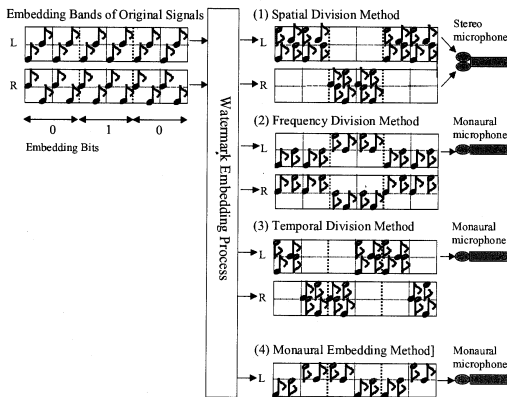 Embedding Bands of Original Signals
L
R
0 1 0
Embedding Bits
Watermark Embedding Process
(1) Spatial Division Method
L
R
Stereo
microphone
(2) Frequency Division Method
L
R
Monaural
microphone
(3) Temporal Division Method
L
R
Monaural
microphone
(4) Monaural Embedding Method]
L
Monaural
microphone